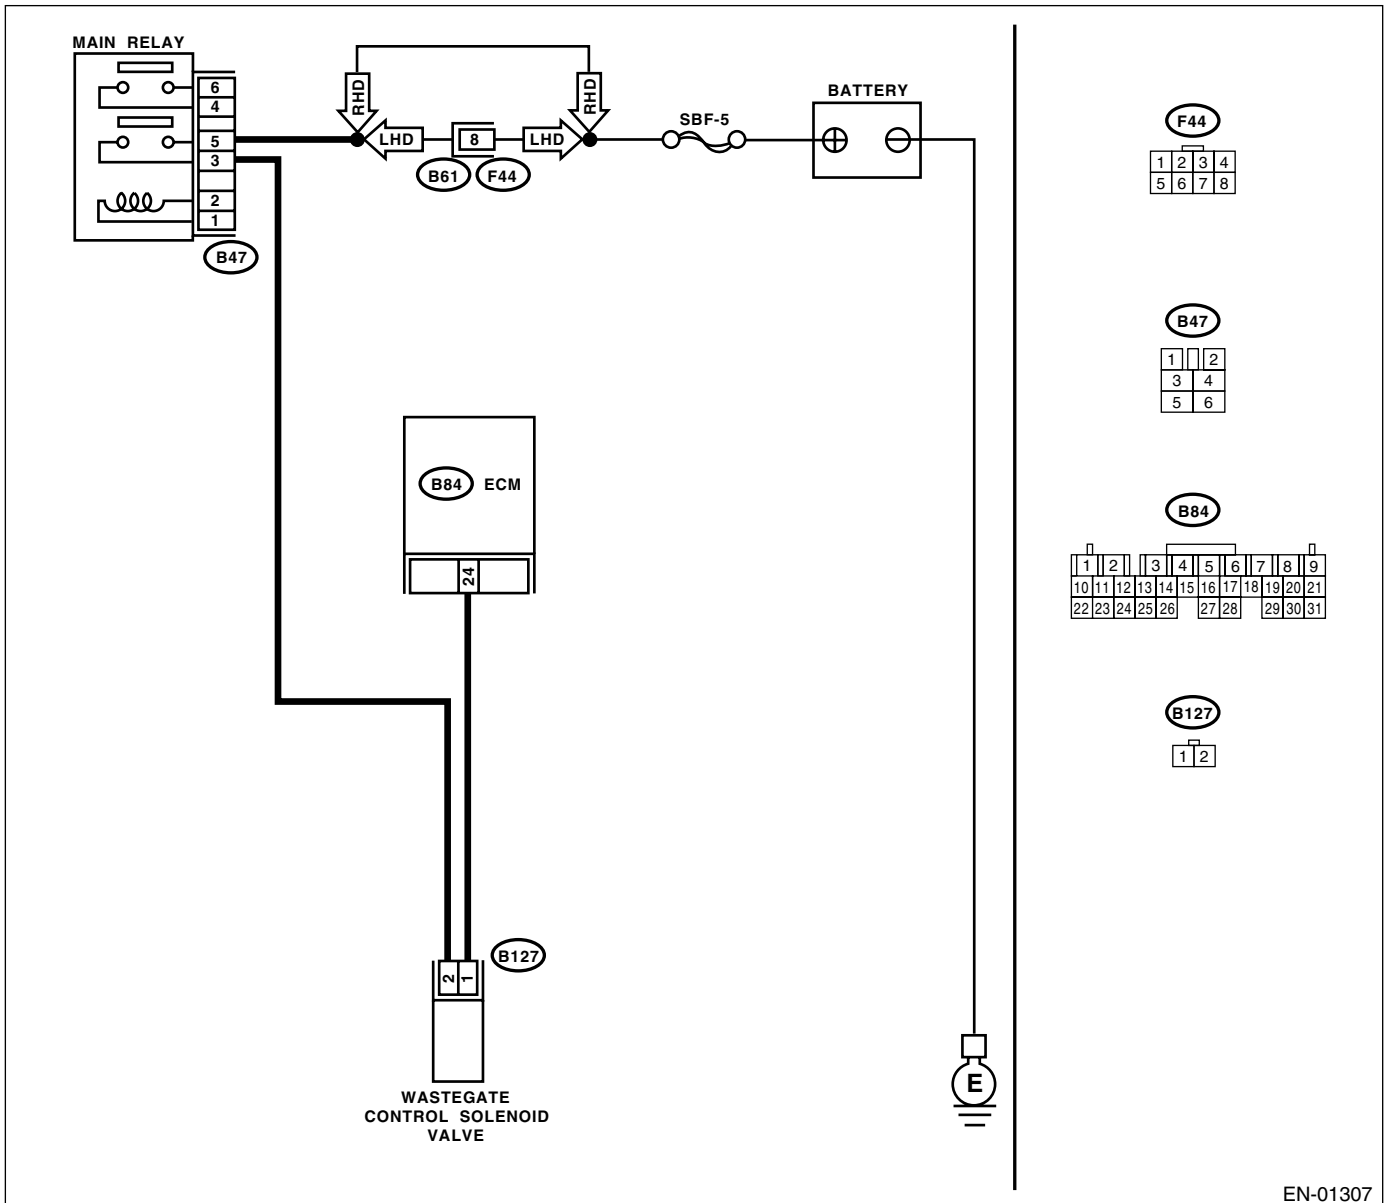 MAIN RELAY
6
4
5
3
2
1
B47
RHD
RHD
LHD
8
LHD
B61
F44
SBF-5
BATTERY
B84 ECM
24
B127
2 1
WASTEGATE
CONTROL SOLENOID
VALVE
E
F44
1 2 3 4
5 6 7 8
B47
1 2
3 4
5 6
B84
1 2 3 4 5 6 7 8 9
10 11 12 13 14 15 16 17 18 19 20 21
22 23 24 25 26 27 28 29 30 31
B127
1 2
EN-01307